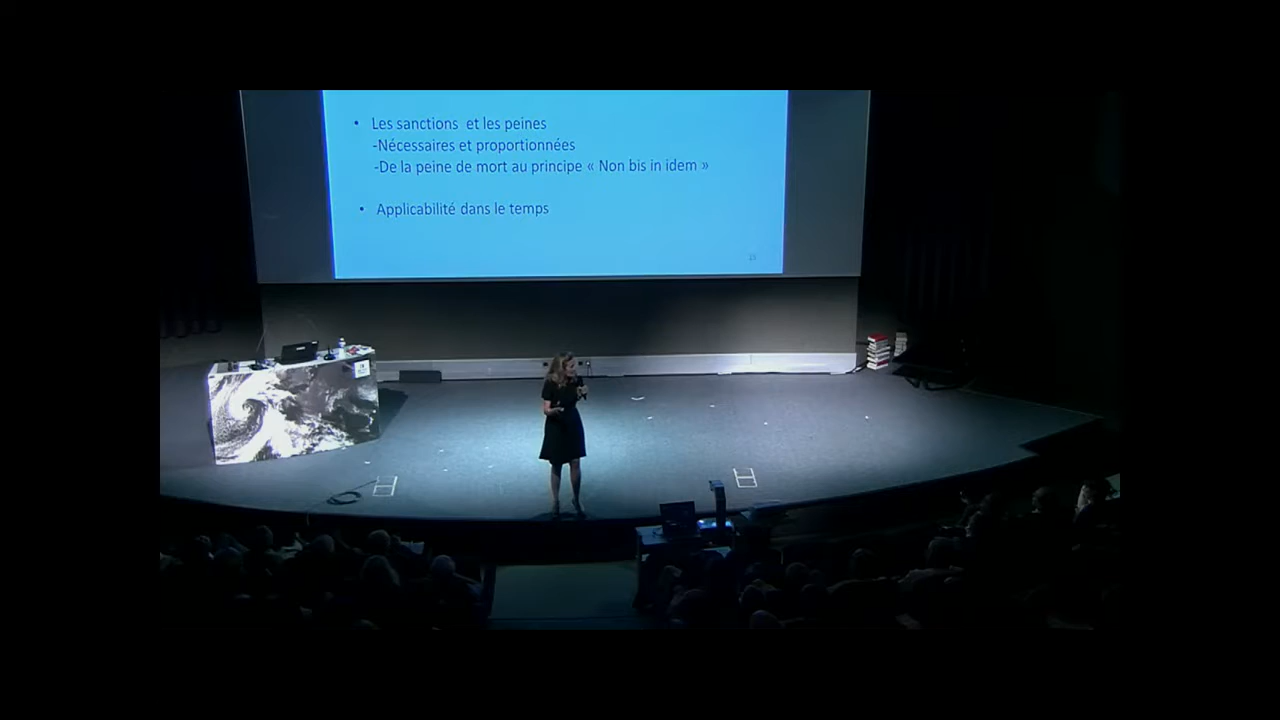 • Les sanctions et les peines
-Nécessaires et proportionnées
-De la peine de mort au principe « Non bis in idem »
• Applicabilité dans le temps